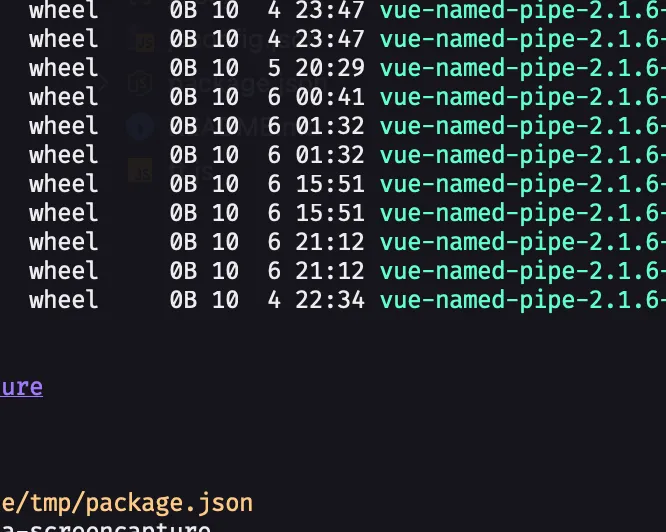 wheel 0B 10 4 23:47 vue-named-pipe-2.1.6-
wheel 0B 10 4 23:47 vue-named-pipe-2.1.6-
wheel 0B 10 5 20:29 vue-named-pipe-2.1.6-
wheel 0B 10 6 00:41 vue-named-pipe-2.1.6-
wheel 0B 10 6 01:32 vue-named-pipe-2.1.6-
wheel 0B 10 6 01:32 vue-named-pipe-2.1.6-
wheel 0B 10 6 15:51 vue-named-pipe-2.1.6-
wheel 0B 10 6 15:51 vue-named-pipe-2.1.6-
wheel 0B 10 6 21:12 vue-named-pipe-2.1.6-
wheel 0B 10 6 21:12 vue-named-pipe-2.1.6-
wheel 0B 10 4 22:34 vue-named-pipe-2.1.6-
ure
e/tmp/package.json
a-screencapture